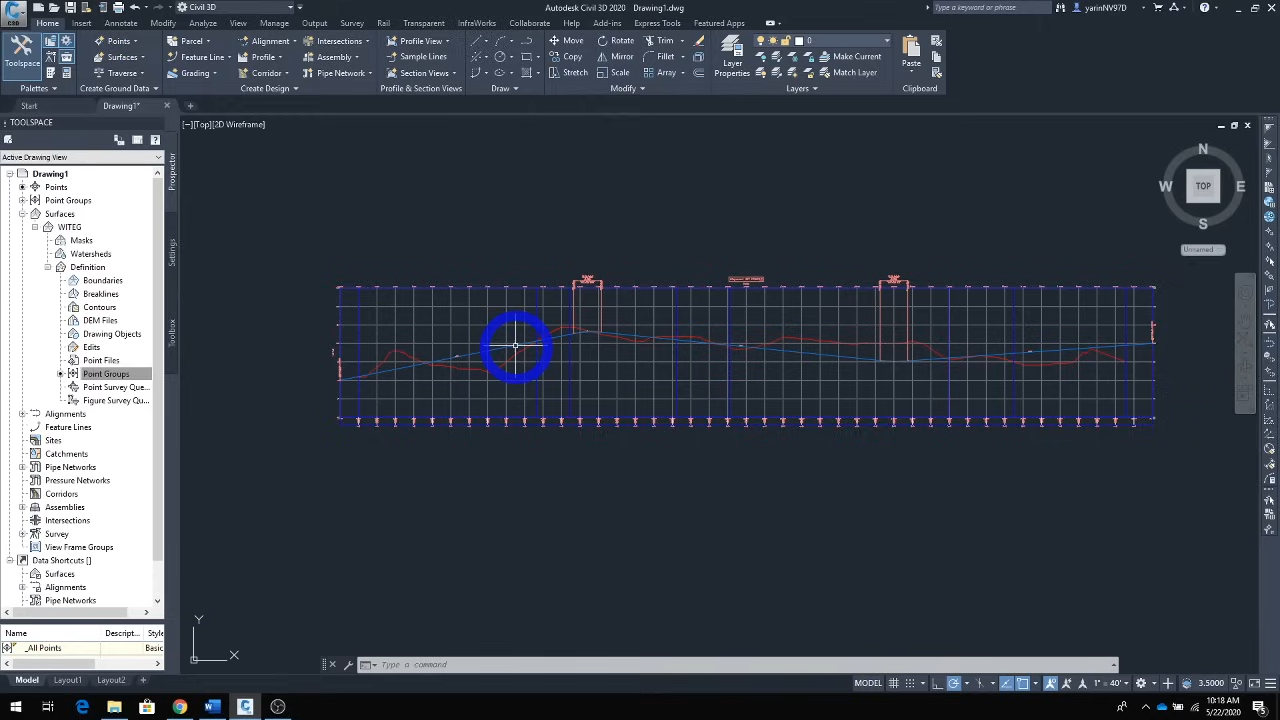 Civil 3D
Autodesk Civil 3D 2020 Drawing1.dwg
Type a keyword or phrase
yarinNV97D
Home
Insert
Annotate
Modify
Analyze
View
Manage
Output
Survey
Rail
Transparent
InfraWorks
Collaborate
Help
Add-ins
Express Tools
Featured Apps
Toolspace
Palettes
Points
Surfaces
Traverse
Create Ground Data
Parcel
Feature Line
Grading
Alignment
Profile
Corridor
Intersections
Assembly
Pipe Network
Create Design
Profile View
Sample Lines
Section Views
Profile & Section Views
Draw
Move
Copy
Stretch
Rotate
Mirror
Scale
Trim
Fillet
Array
Modify
Layer
Properties
0
Make Current
Match Layer
Layers
Paste
Clipboard
Start
Drawing1*
TOOLSPACE
Active Drawing View
Drawing1
Points
Point Groups
Surfaces
WITEG
Masks
Watersheds
Definition
Boundaries
Breaklines
Contours
DEM Files
Drawing Objects
Edits
Point Files
Point Groups
Point Survey Que...
Figure Survey Qu...
Alignments
Feature Lines
Sites
Catchments
Pipe Networks
Pressure Networks
Corridors
Assemblies
Intersections
Survey
View Frame Groups
Data Shortcuts []
Surfaces
Alignments
Pipe Networks
Name
Descript...
Style
_All Points
Basic
Prospector
Settings
Survey
Toolbox
[−][Top][2D Wireframe]
N
W
TOP
E
S
Unnamed
Y
X
Type a command
Model
Layout1
Layout2
MODEL
1" = 40'
3.5000
10:18 AM
5/22/2020